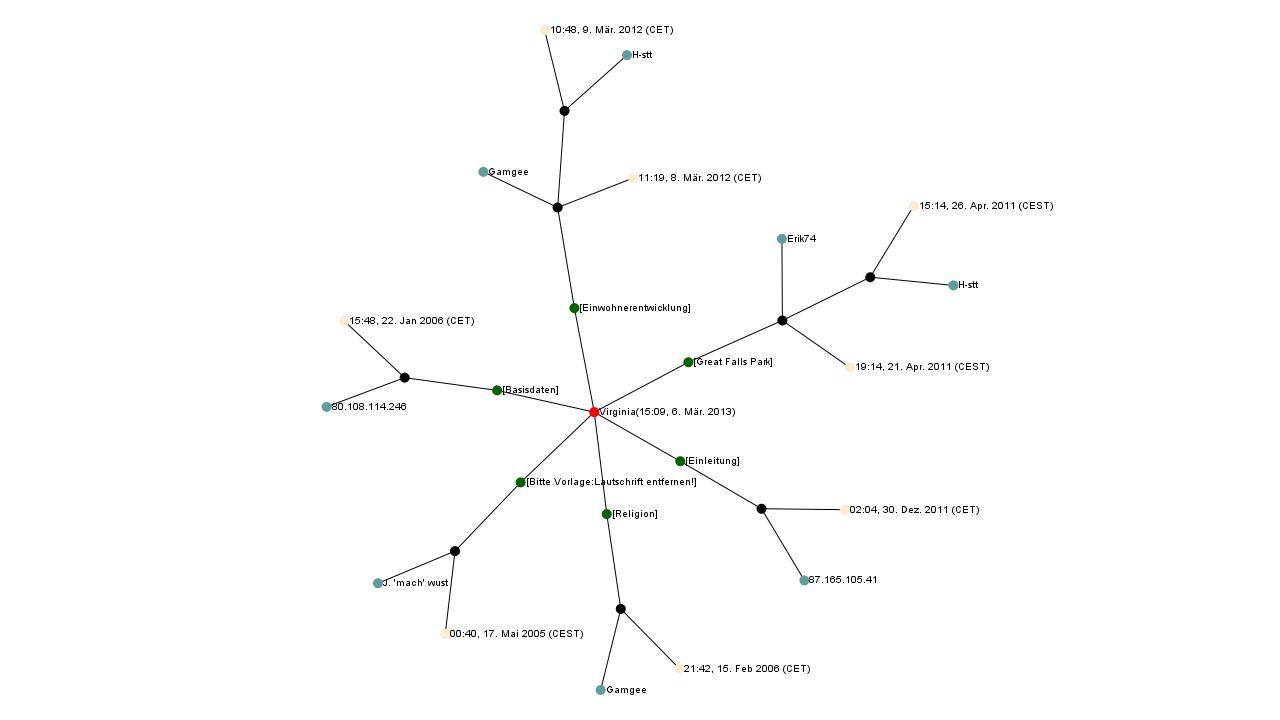 10:48, 9. Mär. 2012 (CET)
H-stt
Gamgee
11:19, 8. Mär. 2012 (CET)
15:14, 26. Apr. 2011 (CEST)
Erik74
H-stt
[Einwohnerentwicklung]
15:48, 22. Jan 2006 (CET)
[Great Falls Park]
19:14, 21. Apr. 2011 (CEST)
[Basisdaten]
80.108.114.246
Virginia(15:09, 6. Mär. 2013)
[Einleitung]
[Bitte Vorlage:Lautschrift entfernen!]
02:04, 30. Dez. 2011 (CET)
[Religion]
87.165.105.41
J. 'mach' wust
00:40, 17. Mai 2005 (CEST)
21:42, 15. Feb 2006 (CET)
Gamgee